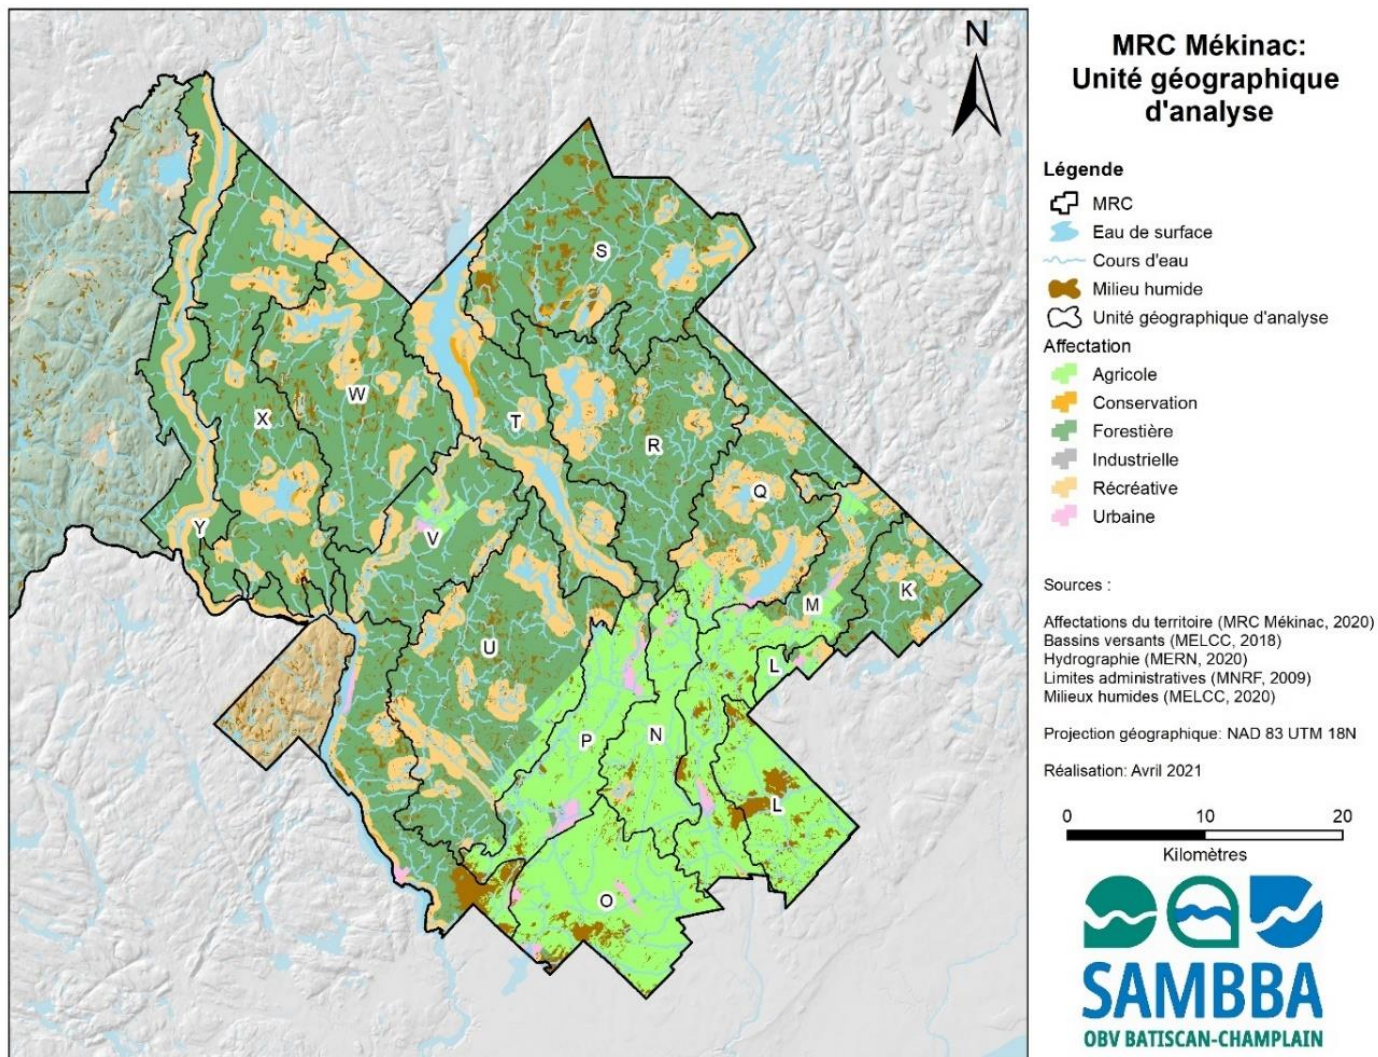 N
S
W
X
T
R
Q
V
Y
K
M
U
L
P
N
L
O
MRC Mékinac:
Unité géographique
d'analyse
Légende
MRC
Eau de surface
Cours d'eau
Milieu humide
Unité géographique d'analyse
Affectation
Agricole
Conservation
Forestière
Industrielle
Récréative
Urbaine
Sources :
Affectations du territoire (MRC Mékinac, 2020)
Bassins versants (MELCC, 2018)
Hydrographie (MERN, 2020)
Limites administratives (MNRF, 2009)
Milieux humides (MELCC, 2020)
Projection géographique: NAD 83 UTM 18N
Réalisation: Avril 2021
0 10 20
Kilomètres
SAMBBA
OBV BATISCAN-CHAMPLAIN